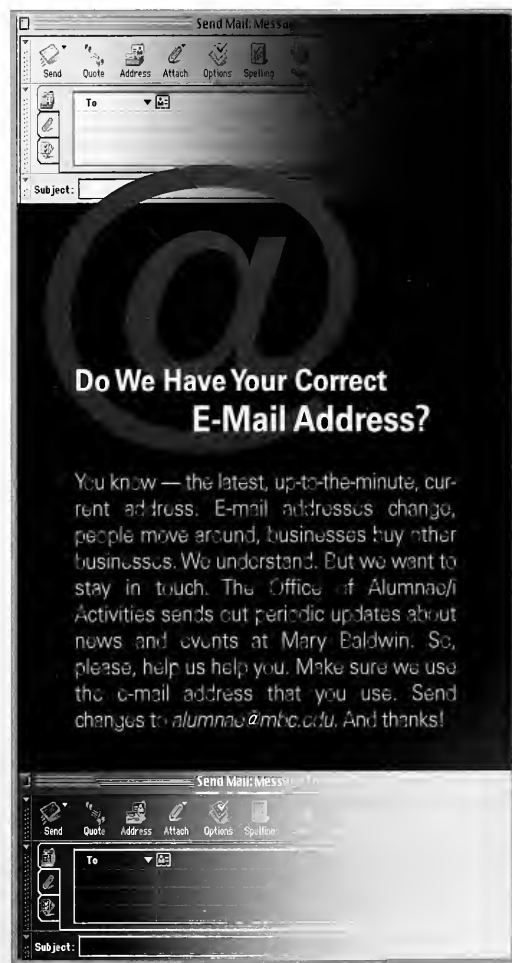 Send Mail: Messa
Send Quote Address Attach Options Spelling
To
Subject:
@
Do We Have Your Correct
E-Mail Address?
You know — the latest, up-to-the-minute, cur-
rent address. E-mail addresses change,
people move around, businesses buy other
businesses. We understand. But we want to
stay in touch. The Office of Alumnae/i
Activities sends out periodic updates about
news and events at Mary Baldwin. So,
please, help us help you. Make sure we use
the e-mail address that you use. Send
changes to alumnae@mbc.edu. And thanks!
Send Mail: Mess
Send Quote Address Attach Options Spelling
To
Subject: